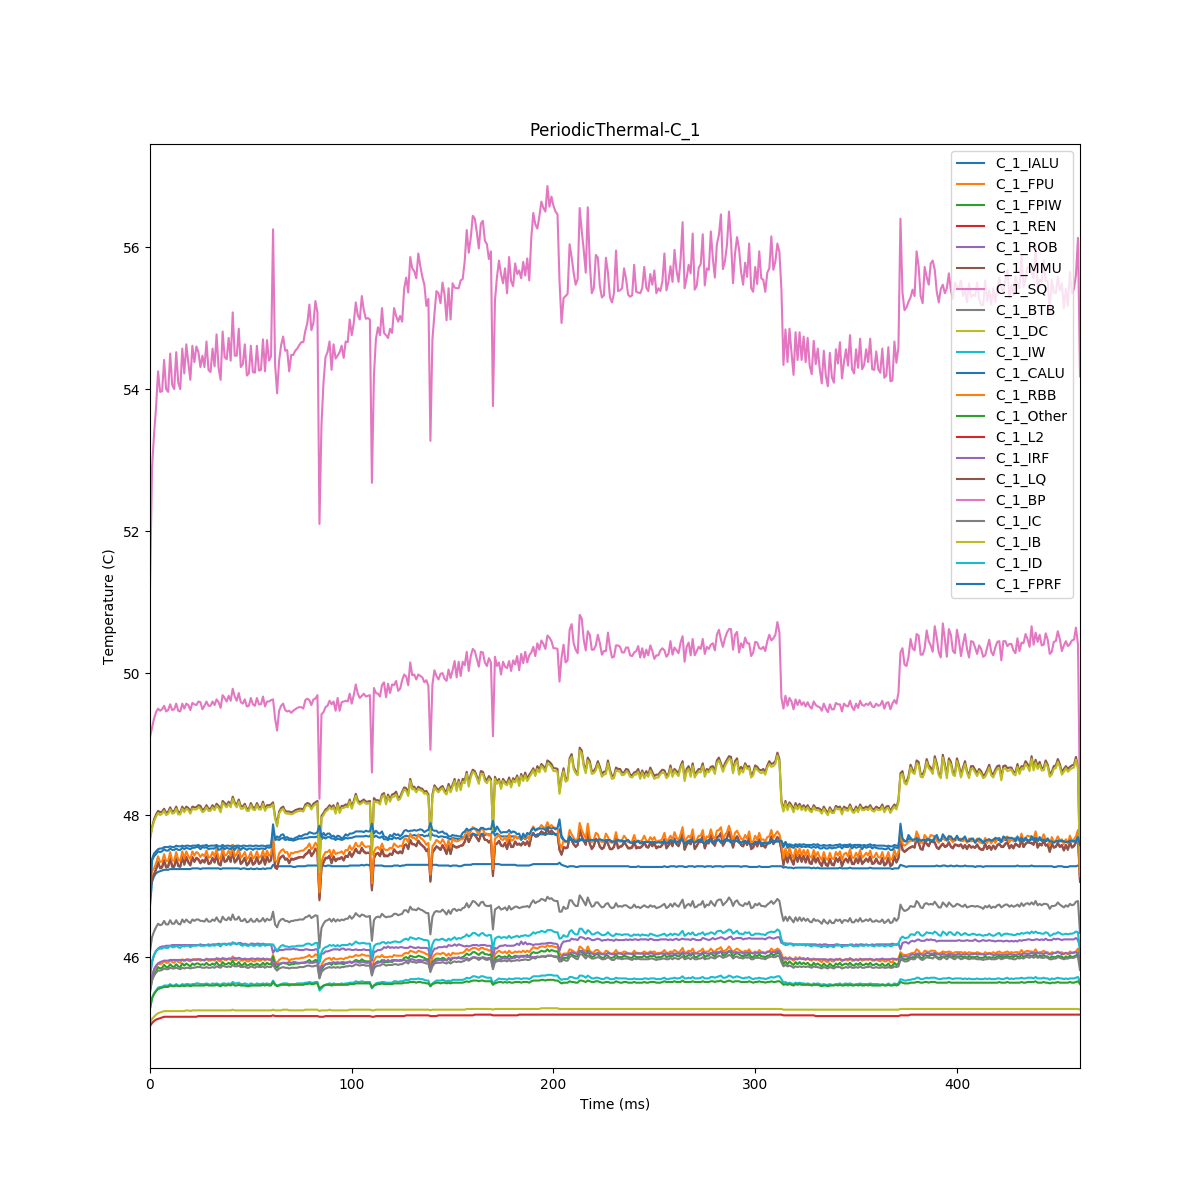 PeriodicThermal-C_1
C_1_IALU
C_1_FPU
C_1_FPIW
C_1_REN
C_1_ROB
C_1_MMU
C_1_SQ
C_1_BTB
C_1_DC
C_1_IW
C_1_CALU
C_1_RBB
C_1_Other
C_1_L2
C_1_IRF
C_1_LQ
C_1_BP
C_1_IC
C_1_IB
C_1_ID
C_1_FPRF
56
54
52
50
48
46
Temperature (C)
0 100 200 300 400
Time (ms)